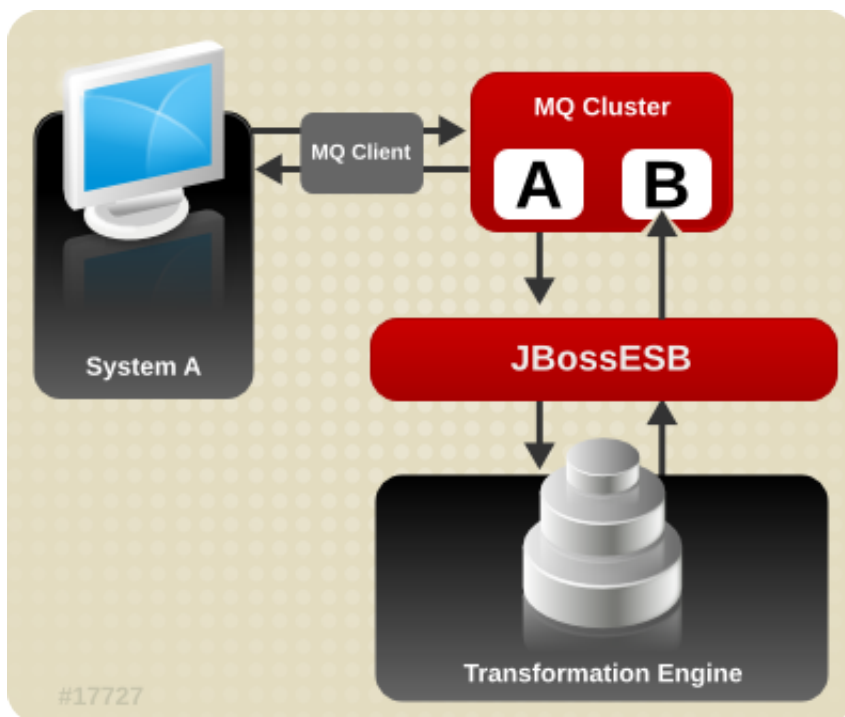 MQ Cluster
MQ Client
A B
JBossESB
System A
Transformation Engine
#17727